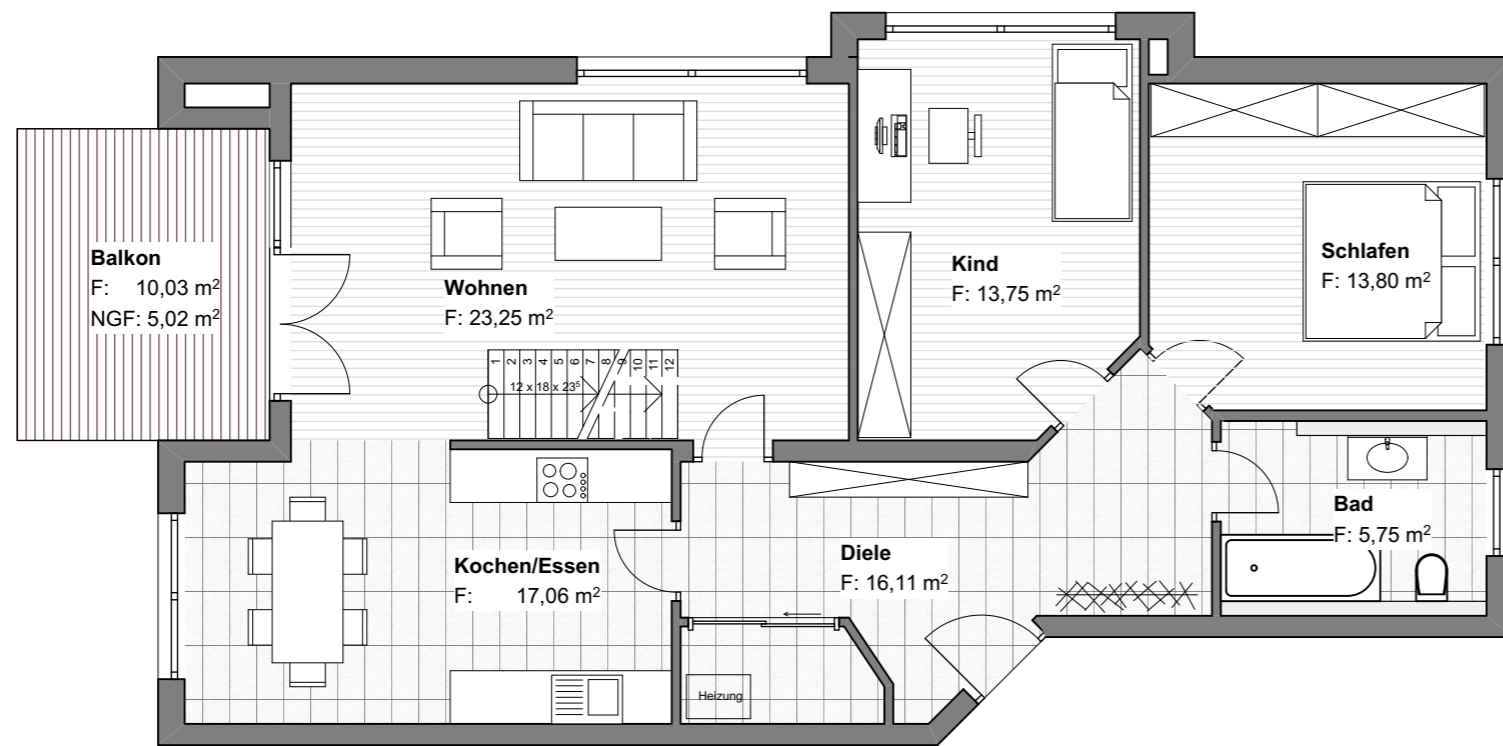 Balkon
F: 10,03 m²
NGF: 5,02 m²
Wohnen
F: 23,25 m²
Kind
F: 13,75 m²
Schlafen
F: 13,80 m²
1 2 3 4 5 6 7 8 9 10 11 12
12 x 18 x 23⁵
Kochen/Essen
F: 17,06 m²
Diele
F: 16,11 m²
Bad
F: 5,75 m²
Heizung